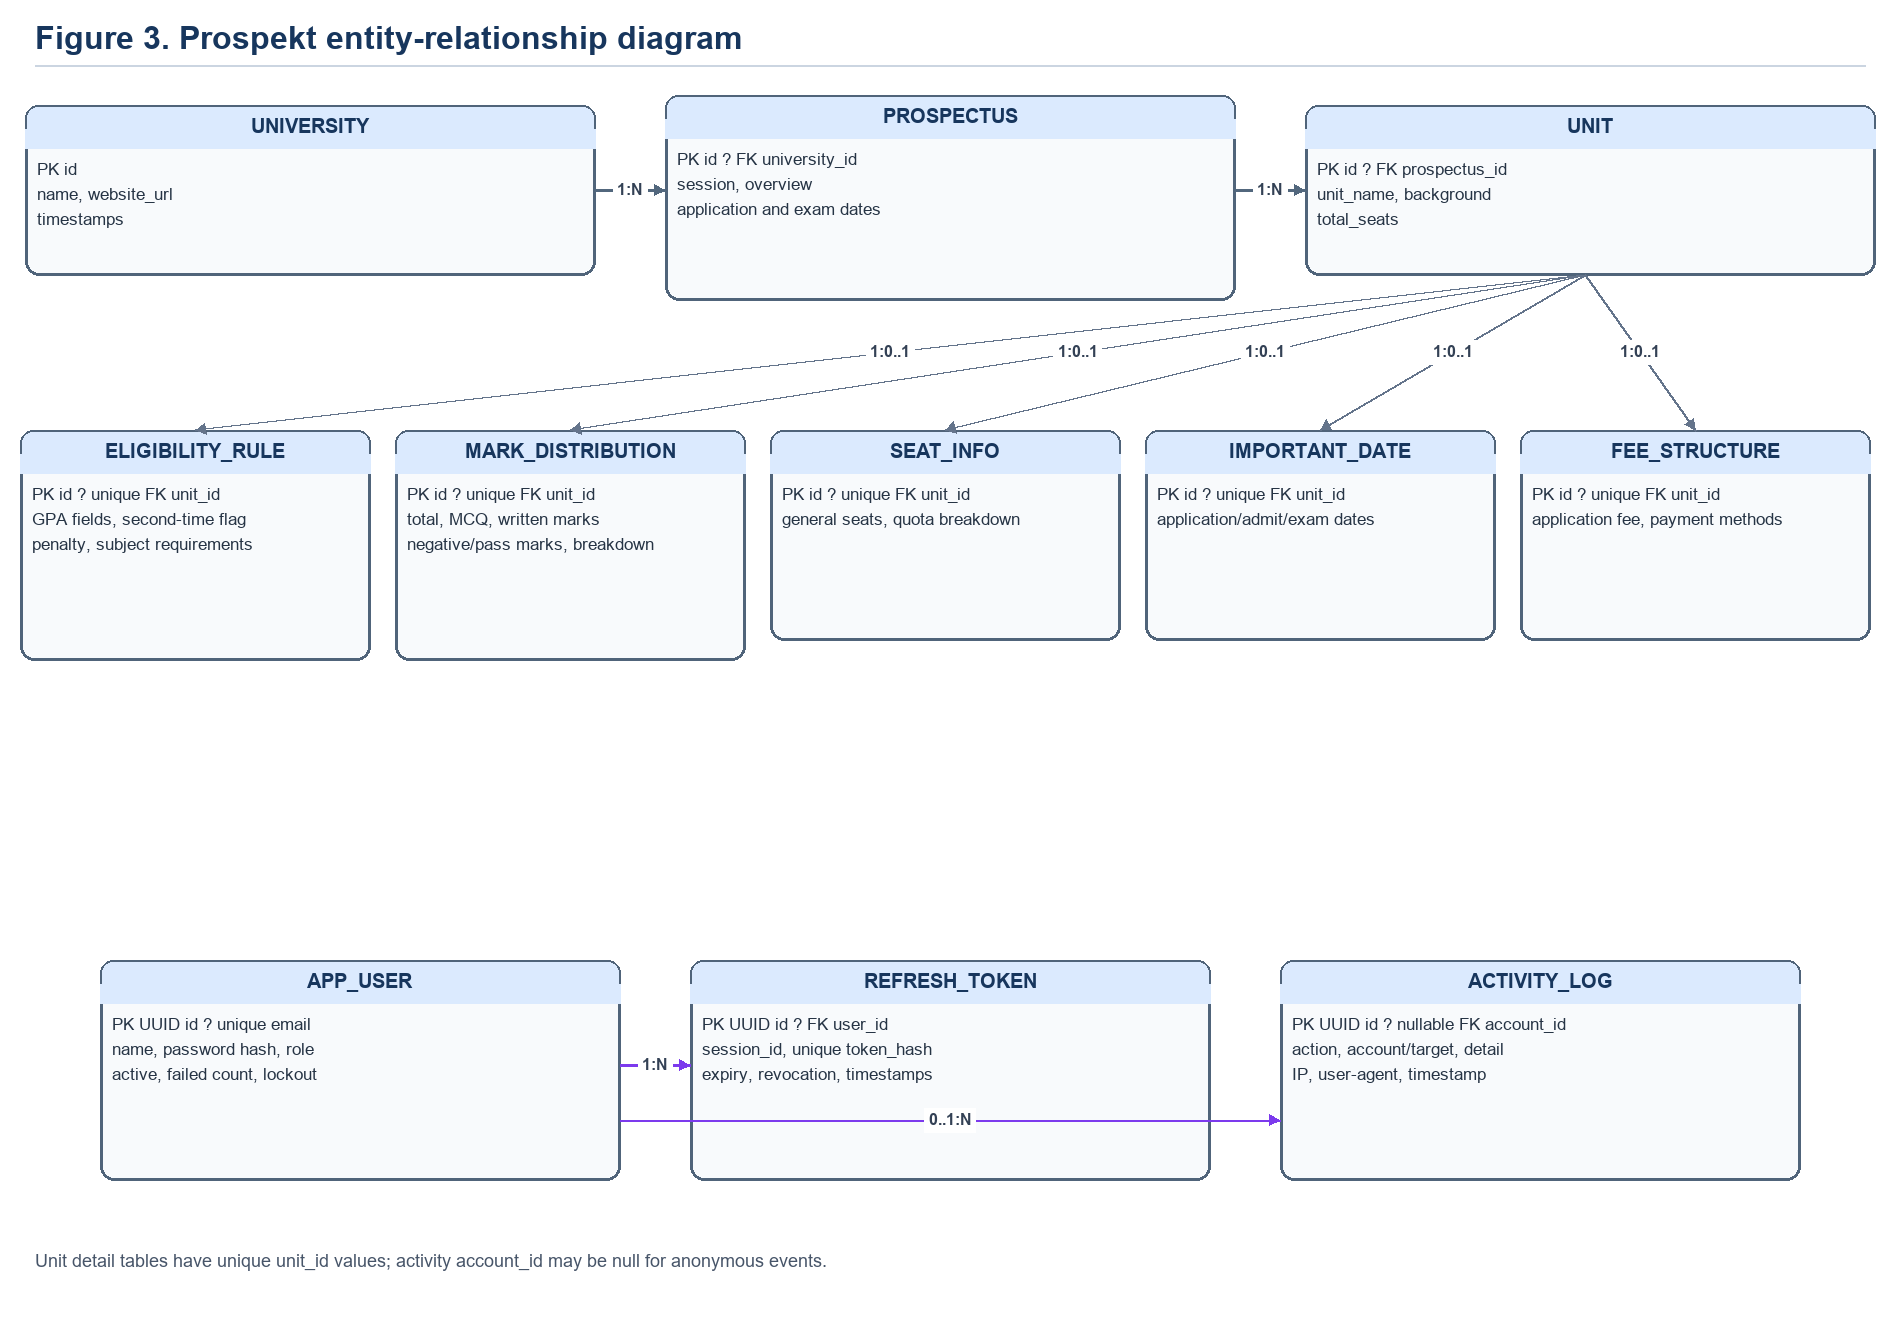 Figure 3. Prospekt entity-relationship diagram
UNIVERSITY
PK id
name, website_url
timestamps
1:N
PROSPECTUS
PK id ? FK university_id
session, overview
application and exam dates
1:N
UNIT
PK id ? FK prospectus_id
unit_name, background
total_seats
1:0..1
1:0..1
1:0..1
1:0..1
1:0..1
ELIGIBILITY_RULE
PK id ? unique FK unit_id
GPA fields, second-time flag
penalty, subject requirements
MARK_DISTRIBUTION
PK id ? unique FK unit_id
total, MCQ, written marks
negative/pass marks, breakdown
SEAT_INFO
PK id ? unique FK unit_id
general seats, quota breakdown
IMPORTANT_DATE
PK id ? unique FK unit_id
application/admit/exam dates
FEE_STRUCTURE
PK id ? unique FK unit_id
application fee, payment methods
APP_USER
PK UUID id ? unique email
name, password hash, role
active, failed count, lockout
1:N
REFRESH_TOKEN
PK UUID id ? FK user_id
session_id, unique token_hash
expiry, revocation, timestamps
0..1:N
ACTIVITY_LOG
PK UUID id ? nullable FK account_id
action, account/target, detail
IP, user-agent, timestamp
Unit detail tables have unique unit_id values; activity account_id may be null for anonymous events.